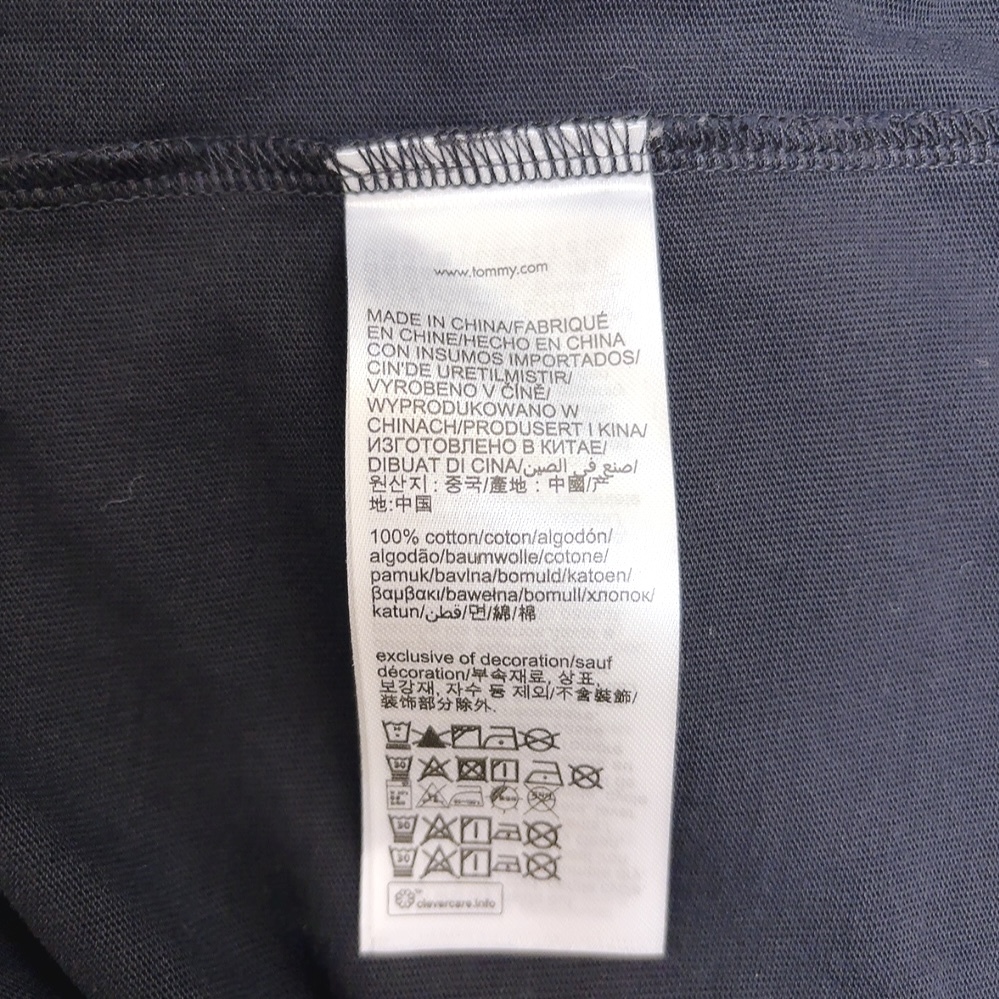 www.tommy.com
MADE IN CHINA/FABRIQUÉ
EN CHINE/HECHO EN CHINA
CON INSUMOS IMPORTADOS/
CIN'DE URETILMISTIR/
VYROBENO V ČÍNĚ/
WYPRODUKOWANO W
CHINACH/PRODUSERT I KINA/
ИЗГОТОВЛЕНО В КИТАЕ/
DIBUAT DI CINA/صنع في الصين/
원산지 : 중국/產地 : 中國/产
地:中国
100% cotton/coton/algodón/
algodão/baumwolle/cotone/
pamuk/bavlna/bomuld/katoen/
βαμβακι/bawełna/bomull/хлопок/
katun/قطن/면/綿/棉
exclusive of decoration/sauf
décoration/부속재료, 상표,
보강재, 자수 등 제외/不含裝飾/
装饰部分除外.
30
30
30
clevercare.info